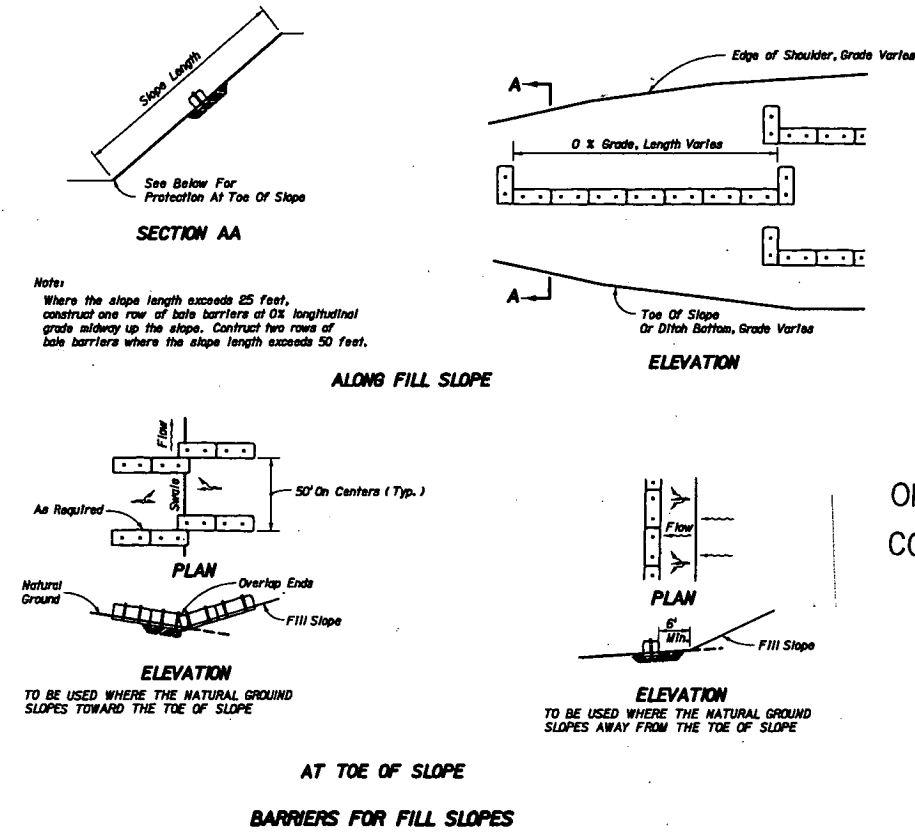 Slope Length
See Below For
Protection At Toe Of Slope
SECTION AA
Edge of Shoulder, Grade Varies
A
0 % Grade, Length Varies
A
Toe Of Slope
Or Ditch Bottom, Grade Varies
ELEVATION
Note:
Where the slope length exceeds 25 feet,
construct one row of bale barriers at 0% longitudinal
grade midway up the slope. Contruct two rows of
bale barriers where the slope length exceeds 50 feet.
ALONG FILL SLOPE
Flow
Swale
50' On Centers (Typ.)
As Required
PLAN
Natural
Ground
Overlap Ends
Fill Slope
ELEVATION
TO BE USED WHERE THE NATURAL GROUND
SLOPES TOWARD THE TOE OF SLOPE
Flow
PLAN
6'
Min.
Fill Slope
ELEVATION
TO BE USED WHERE THE NATURAL GROUND
SLOPES AWAY FROM THE TOE OF SLOPE
AT TOE OF SLOPE
BARRIERS FOR FILL SLOPES